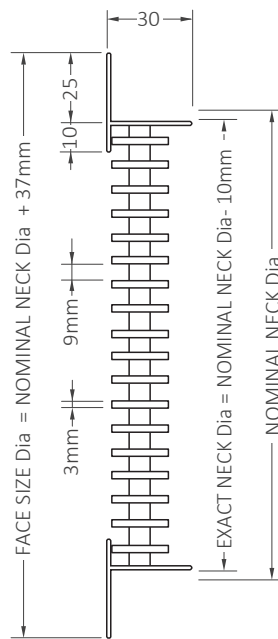 30
25
10
FACE SIZE Dia = NOMINAL NECK Dia + 37mm
9mm
3mm
EXACT NECK Dia = NOMINAL NECK Dia- 10mm
NOMINAL NECK Dia